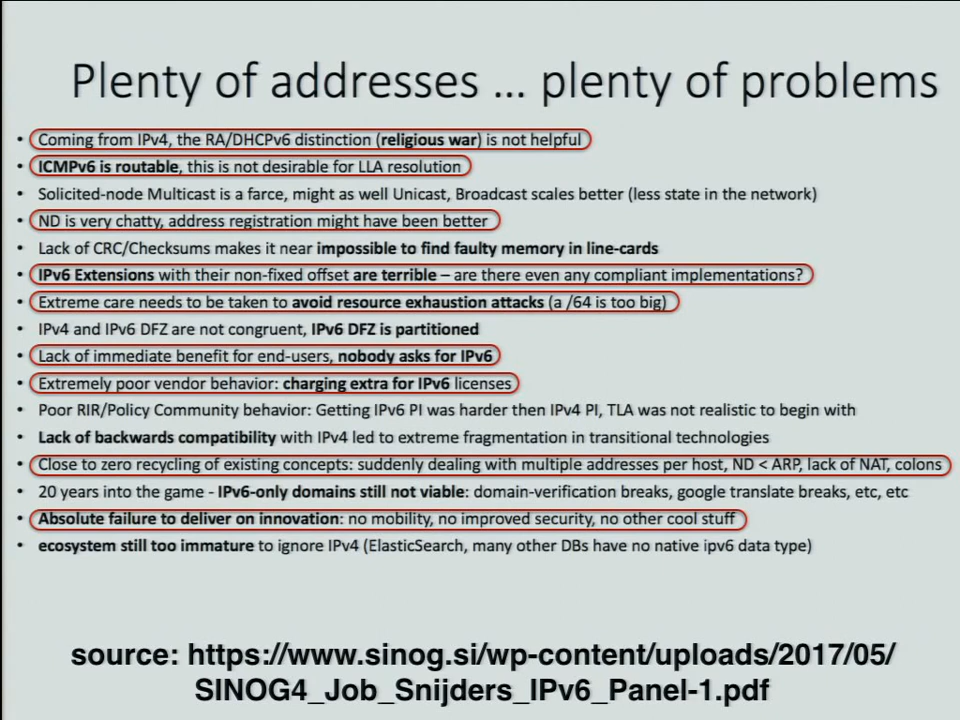 Plenty of addresses ... plenty of problems
• Coming from IPv4, the RA/DHCPv6 distinction (religious war) is not helpful
• ICMPv6 is routable, this is not desirable for LLA resolution
• Solicited-node Multicast is a farce, might as well Unicast, Broadcast scales better (less state in the network)
• ND is very chatty, address registration might have been better
• Lack of CRC/Checksums makes it near impossible to find faulty memory in line-cards
• IPv6 Extensions with their non-fixed offset are terrible – are there even any compliant implementations?
• Extreme care needs to be taken to avoid resource exhaustion attacks (a /64 is too big)
• IPv4 and IPv6 DFZ are not congruent, IPv6 DFZ is partitioned
• Lack of immediate benefit for end-users, nobody asks for IPv6
• Extremely poor vendor behavior: charging extra for IPv6 licenses
• Poor RIR/Policy Community behavior: Getting IPv6 PI was harder then IPv4 PI, TLA was not realistic to begin with
• Lack of backwards compatibility with IPv4 led to extreme fragmentation in transitional technologies
• Close to zero recycling of existing concepts: suddenly dealing with multiple addresses per host, ND < ARP, lack of NAT, colons
• 20 years into the game - IPv6-only domains still not viable: domain-verification breaks, google translate breaks, etc, etc
• Absolute failure to deliver on innovation: no mobility, no improved security, no other cool stuff
• ecosystem still too immature to ignore IPv4 (ElasticSearch, many other DBs have no native ipv6 data type)
source: https://www.sinog.si/wp-content/uploads/2017/05/
SINOG4_Job_Snijders_IPv6_Panel-1.pdf